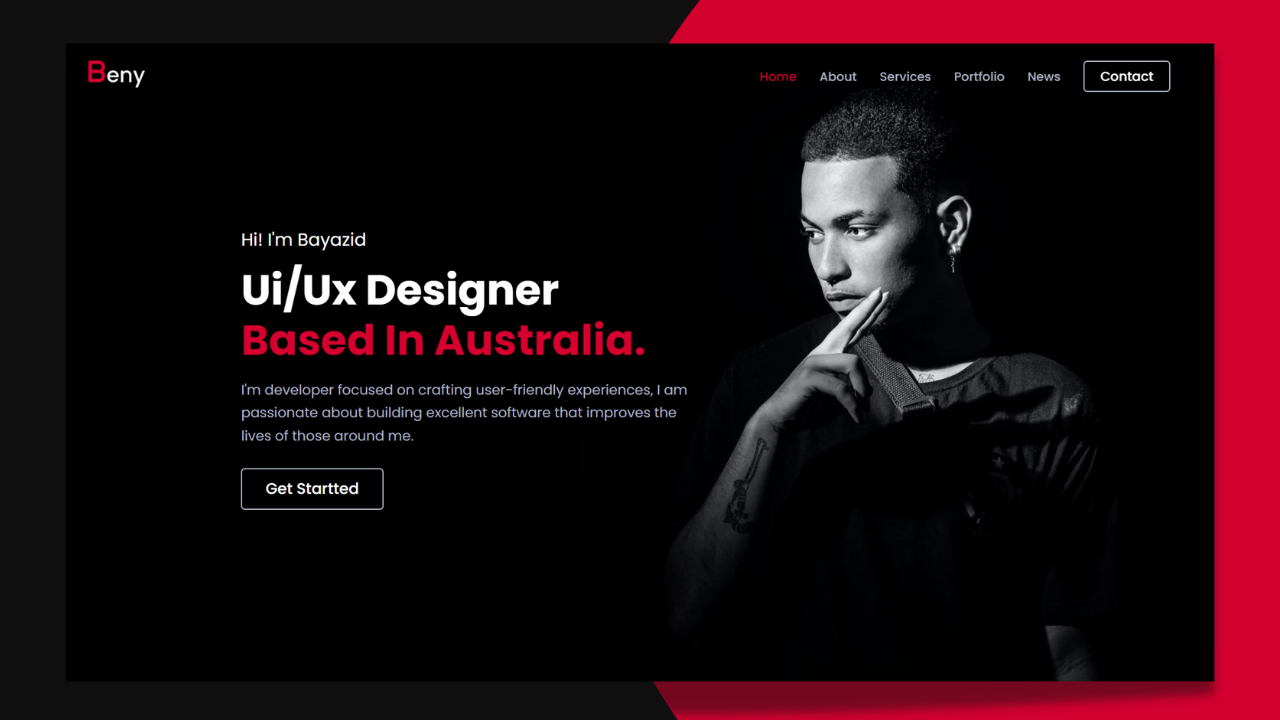 Beny
Home About Services Portfolio News Contact
Hi! I'm Bayazid
Ui/Ux Designer
Based In Australia.
I'm developer focused on crafting user-friendly experiences, I am
passionate about building excellent software that improves the
lives of those around me.
Get Startted